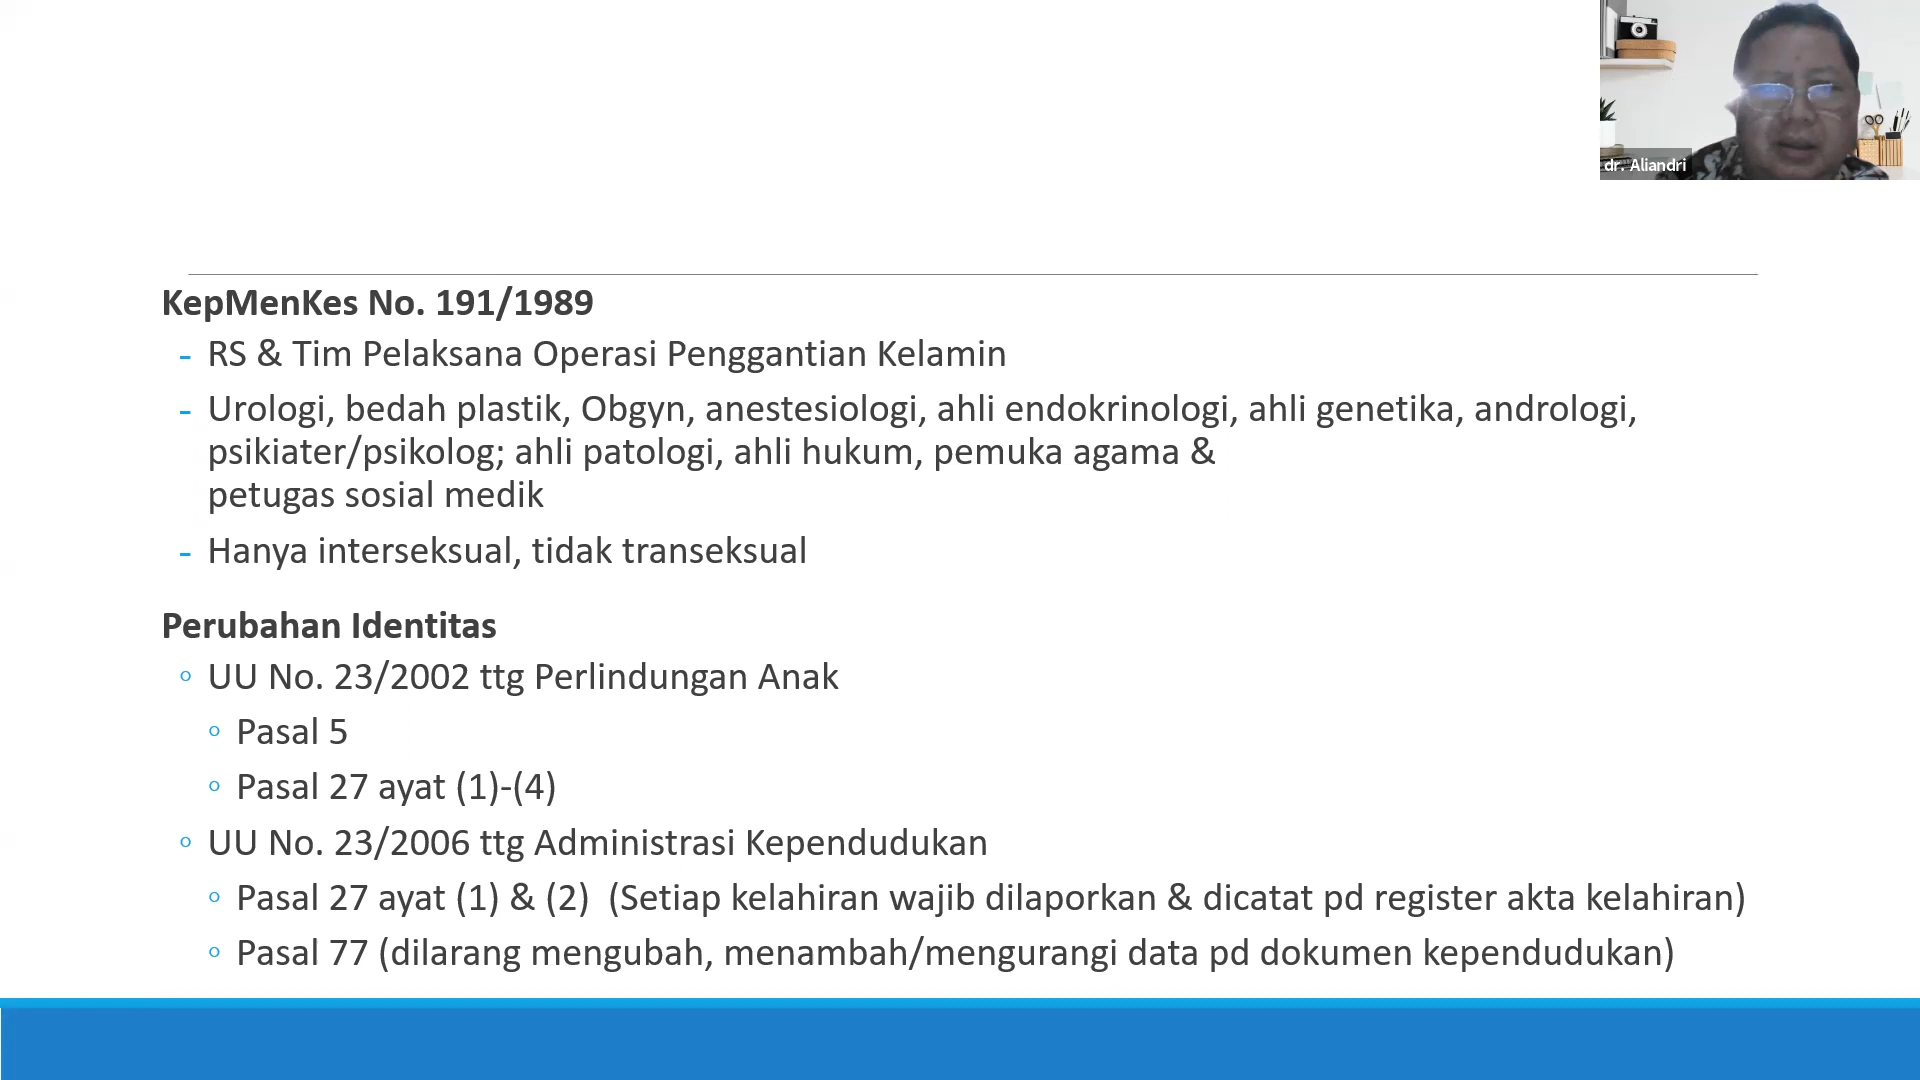 dr. Aliandri
KepMenKes No. 191/1989
- RS & Tim Pelaksana Operasi Penggantian Kelamin
- Urologi, bedah plastik, Obgyn, anestesiologi, ahli endokrinologi, ahli genetika, andrologi,
psikiater/psikolog; ahli patologi, ahli hukum, pemuka agama &
petugas sosial medik
- Hanya interseksual, tidak transeksual
Perubahan Identitas
◦ UU No. 23/2002 ttg Perlindungan Anak
◦ Pasal 5
◦ Pasal 27 ayat (1)-(4)
◦ UU No. 23/2006 ttg Administrasi Kependudukan
◦ Pasal 27 ayat (1) & (2) (Setiap kelahiran wajib dilaporkan & dicatat pd register akta kelahiran)
◦ Pasal 77 (dilarang mengubah, menambah/mengurangi data pd dokumen kependudukan)